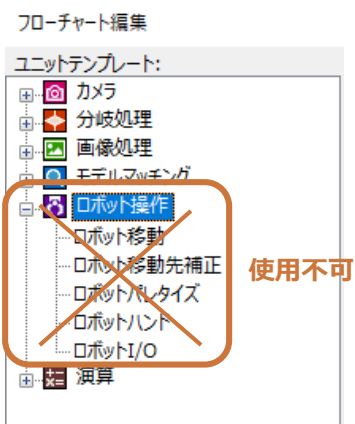 フローチャート編集
ユニットテンプレート:
カメラ
分岐処理
画像処理
モデルマッチング
ロボット操作
ロボット移動
ロボット移動先補正
ロボットパレタイズ
ロボットハンド
ロボットI/O
演算
使用不可